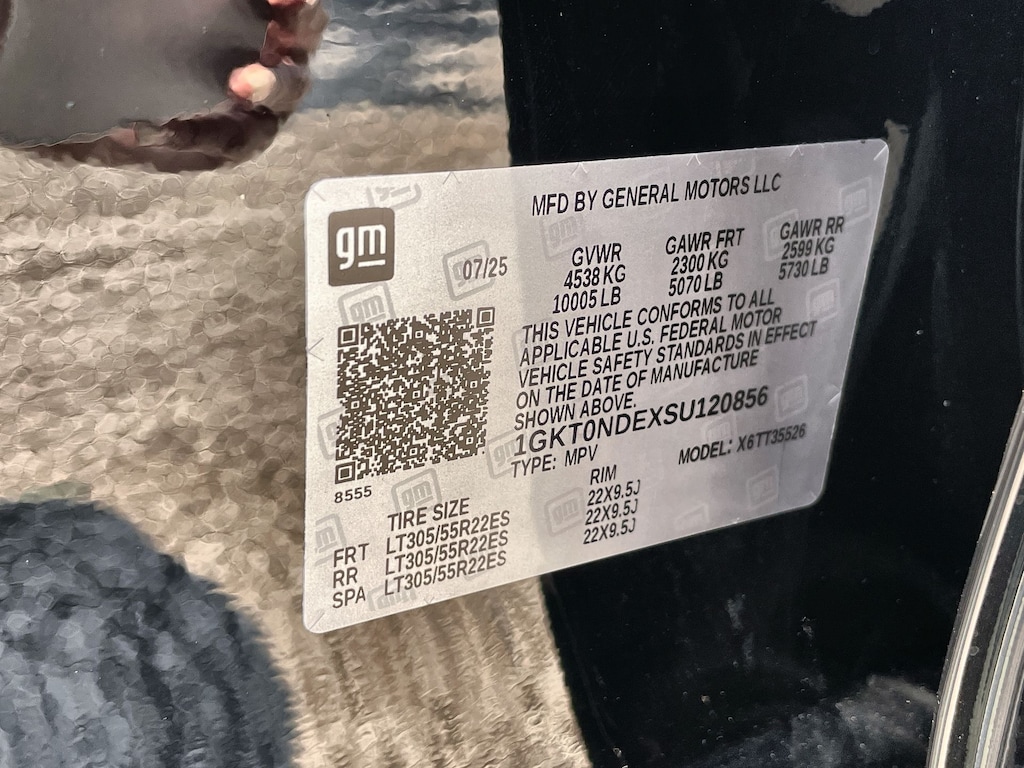 MFD BY GENERAL MOTORS LLC
gm
07/25
GVWR GAWR FRT GAWR RR
4538 KG 2300 KG 2599 KG
10005 LB 5070 LB 5730 LB
THIS VEHICLE CONFORMS TO ALL
APPLICABLE U.S. FEDERAL MOTOR
VEHICLE SAFETY STANDARDS IN EFFECT
ON THE DATE OF MANUFACTURE
SHOWN ABOVE.
1GKT0NDEXSU120856
TYPE: MPV MODEL: X6TT35526
8555
TIRE SIZE RIM
FRT LT305/55R22ES 22X9.5J
RR LT305/55R22ES 22X9.5J
SPA LT305/55R22ES 22X9.5J